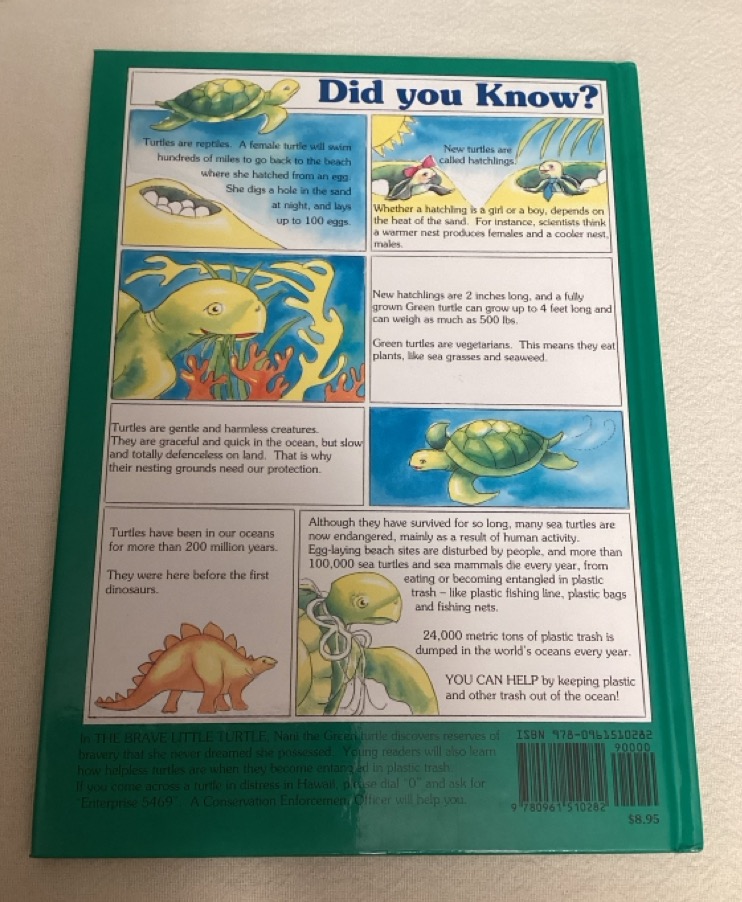 Did you Know?
Turtles are reptiles. A female turtle will swim
hundreds of miles to go back to the beach
where she hatched from an egg.
She digs a hole in the sand
at night, and lays
up to 100 eggs.
New turtles are
called hatchlings.
Whether a hatchling is a girl or a boy, depends on
the heat of the sand. For instance, scientists think
a warmer nest produces females and a cooler nest,
males.
New hatchlings are 2 inches long, and a fully
grown Green turtle can grow up to 4 feet long and
can weigh as much as 500 lbs.
Green turtles are vegetarians. This means they eat
plants, like sea grasses and seaweed.
Turtles are gentle and harmless creatures.
They are graceful and quick in the ocean, but slow
and totally defenceless on land. That is why
their nesting grounds need our protection.
Turtles have been in our oceans
for more than 200 million years.
They were here before the first
dinosaurs.
Although they have survived for so long, many sea turtles are
now endangered, mainly as a result of human activity.
Egg-laying beach sites are disturbed by people, and more than
100,000 sea turtles and sea mammals die every year, from
eating or becoming entangled in plastic
trash – like plastic fishing line, plastic bags
and fishing nets.
24,000 metric tons of plastic trash is
dumped in the world's oceans every year.
YOU CAN HELP by keeping plastic
and other trash out of the ocean!
In THE BRAVE LITTLE TURTLE, Nani the Green turtle discovers reserves of
bravery that she never dreamed she possessed. Young readers will also learn
how helpless turtles are when they become entangled in plastic trash.
If you come across a turtle in distress in Hawaii, please dial "0" and ask for
"Enterprise 5469". A Conservation Enforcement Officer will help you.
ISBN 978-0961510282
90000
9 780961 510282
$8.95